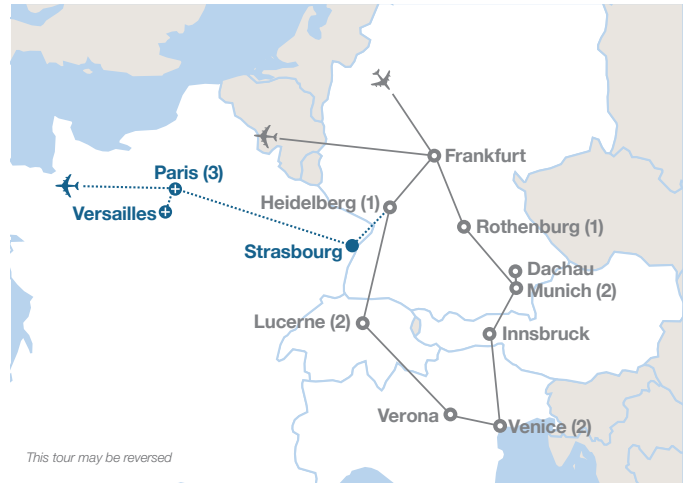 Frankfurt
Paris (3)
Heidelberg (1)
Versailles
Rothenburg (1)
Strasbourg
Dachau
Munich (2)
Lucerne (2)
Innsbruck
Verona
Venice (2)
This tour may be reversed